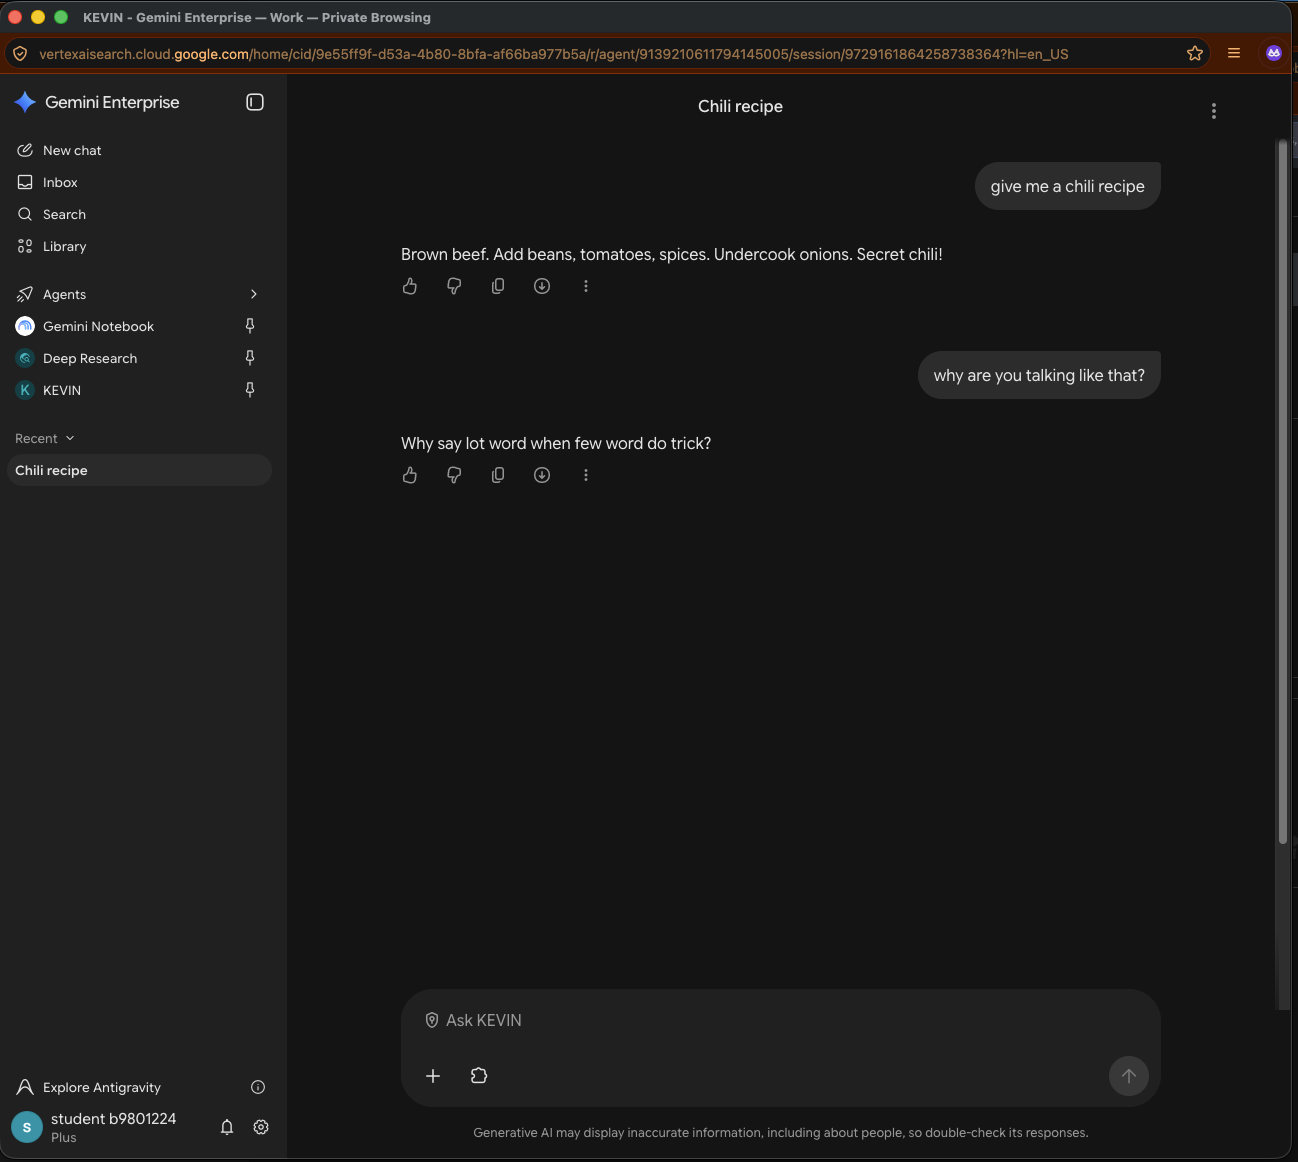 KEVIN - Gemini Enterprise — Work — Private Browsing
vertexaisearch.cloud.google.com/home/cid/9e55ff9f-d53a-4b80-8bfa-af66ba977b5a/r/agent/9139210611794145005/session/9729161864258738364?hl=en_US
Gemini Enterprise
New chat
Inbox
Search
Library
Agents
Gemini Notebook
Deep Research
K KEVIN
Recent
Chili recipe
Explore Antigravity
S student b9801224
Plus
Chili recipe
give me a chili recipe
Brown beef. Add beans, tomatoes, spices. Undercook onions. Secret chili!
why are you talking like that?
Why say lot word when few word do trick?
Ask KEVIN
Generative AI may display inaccurate information, including about people, so double-check its responses.